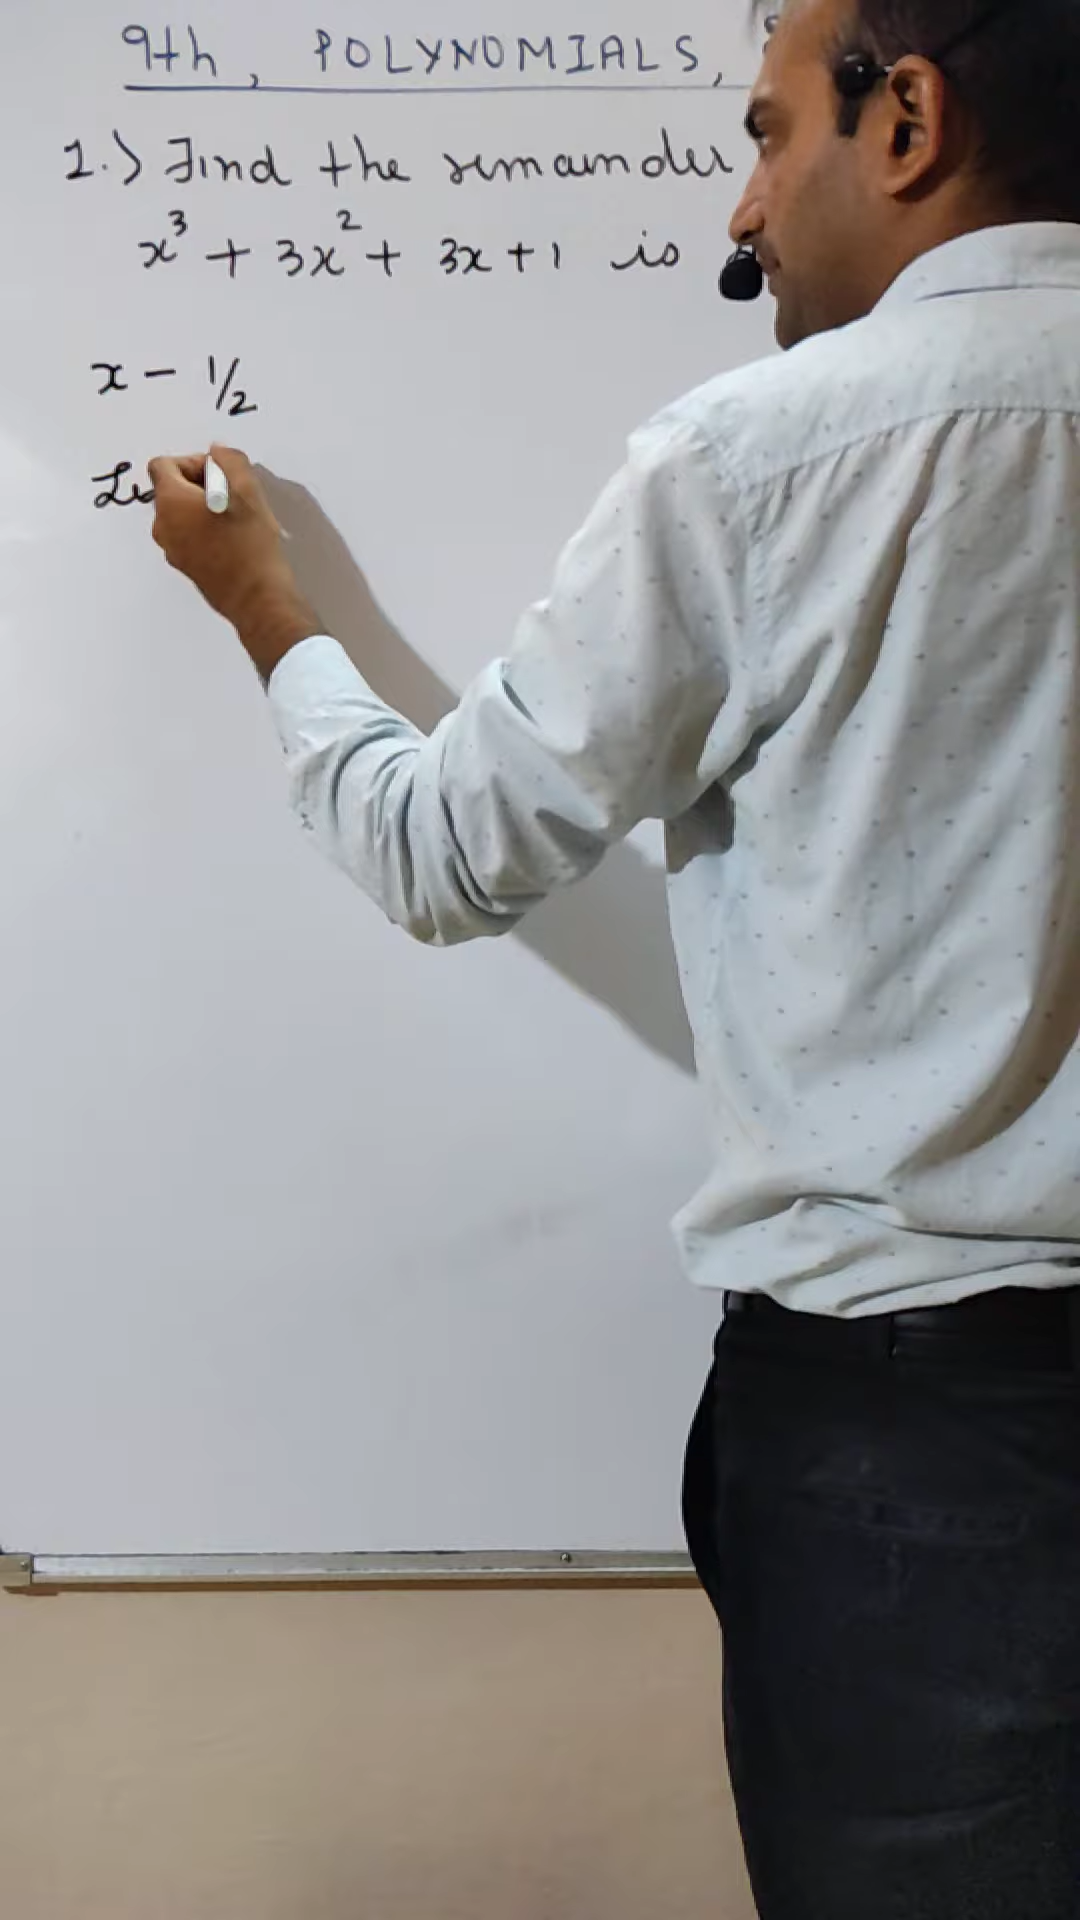 9th, POLYNOMIALS,
1.) Find the remainder
x³ + 3x² + 3x + 1 is
x - 1/2